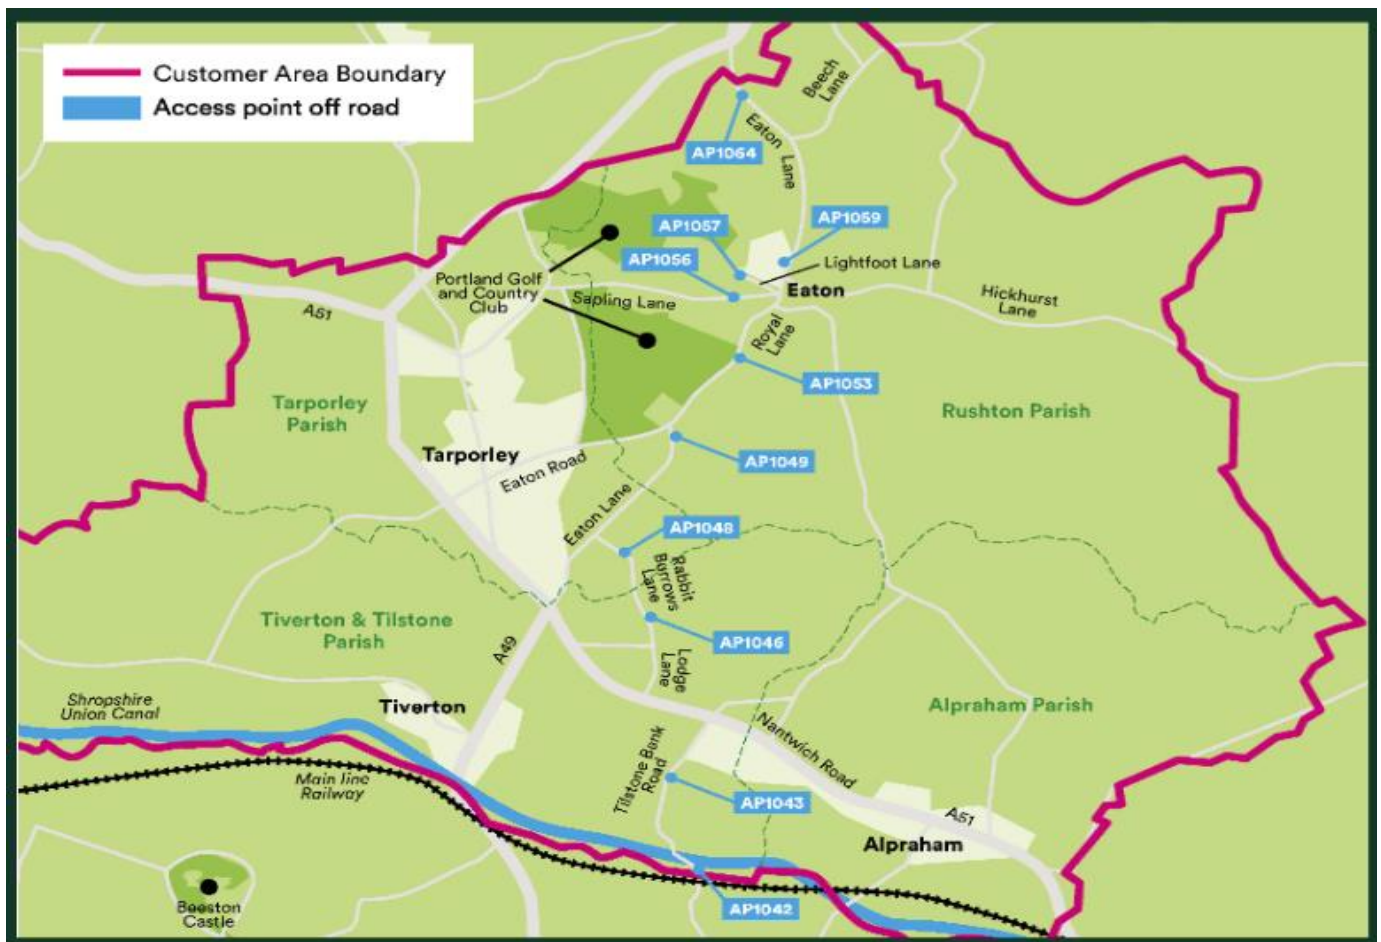 Customer Area Boundary
Access point off road
Beech
Lane
Eaton
Lane
AP1064
AP1057
AP1059
AP1056
Lightfoot Lane
Portland Golf
and Country
Club
Sapling Lane
Eaton
Hickhurst
Lane
A51
Royal
Lane
AP1053
Tarporley
Parish
Rushton Parish
Tarporley
Eaton Road
AP1049
Eaton Lane
AP1048
Rabbit
Burrows
Lane
Tiverton & Tilstone
Parish
AP1046
A49
Lodge
Lane
Shropshire
Union Canal
Tiverton
Alpraham Parish
Nantwich Road
Main line
Railway
Tilstone Bank
Road
AP1043
A51
Alpraham
Beeston
Castle
AP1042